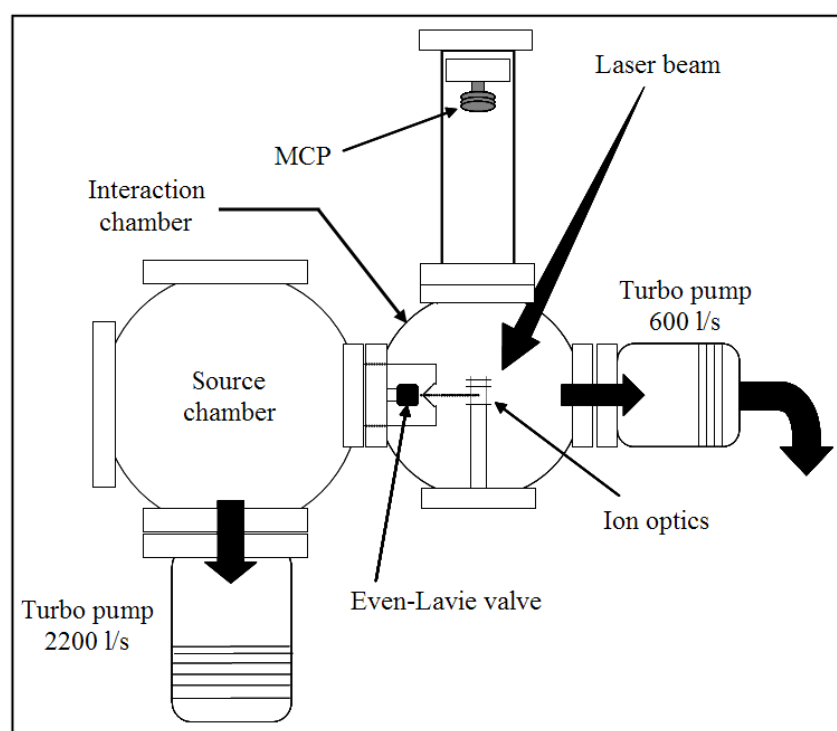 Laser beam
MCP
Interaction
chamber
Turbo pump
600 l/s
Source
chamber
Ion optics
Even-Lavie valve
Turbo pump
2200 l/s